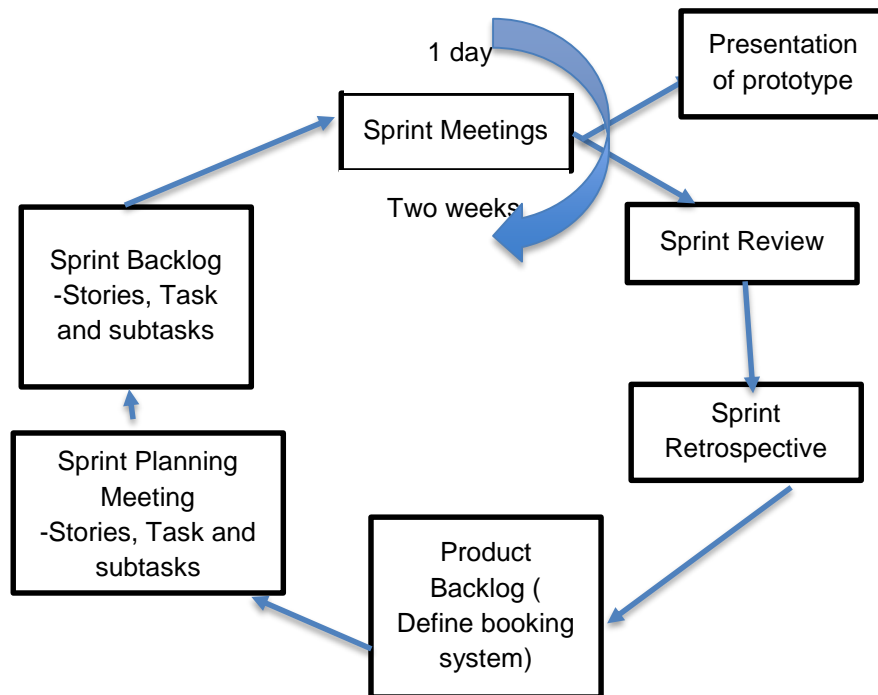 1 day
Presentation
of prototype
Sprint Meetings
Two weeks
Sprint Review
Sprint Backlog
-Stories, Task
and subtasks
Sprint
Retrospective
Sprint Planning
Meeting
-Stories, Task and
subtasks
Product
Backlog (
Define booking
system)